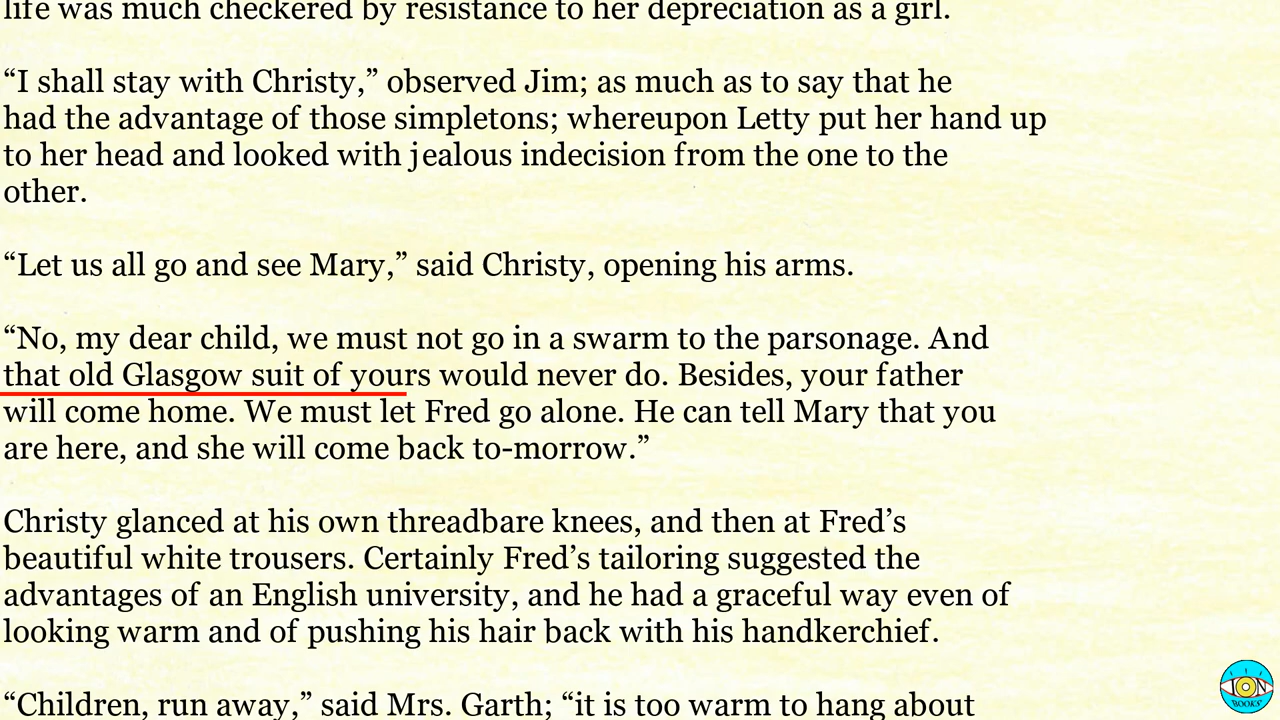 life was much checkered by resistance to her depreciation as a girl.
“I shall stay with Christy,” observed Jim; as much as to say that he
had the advantage of those simpletons; whereupon Letty put her hand up
to her head and looked with jealous indecision from the one to the
other.
“Let us all go and see Mary,” said Christy, opening his arms.
“No, my dear child, we must not go in a swarm to the parsonage. And
that old Glasgow suit of yours would never do. Besides, your father
will come home. We must let Fred go alone. He can tell Mary that you
are here, and she will come back to-morrow.”
Christy glanced at his own threadbare knees, and then at Fred’s
beautiful white trousers. Certainly Fred’s tailoring suggested the
advantages of an English university, and he had a graceful way even of
looking warm and of pushing his hair back with his handkerchief.
“Children, run away,” said Mrs. Garth; “it is too warm to hang about
ION
BOOKS